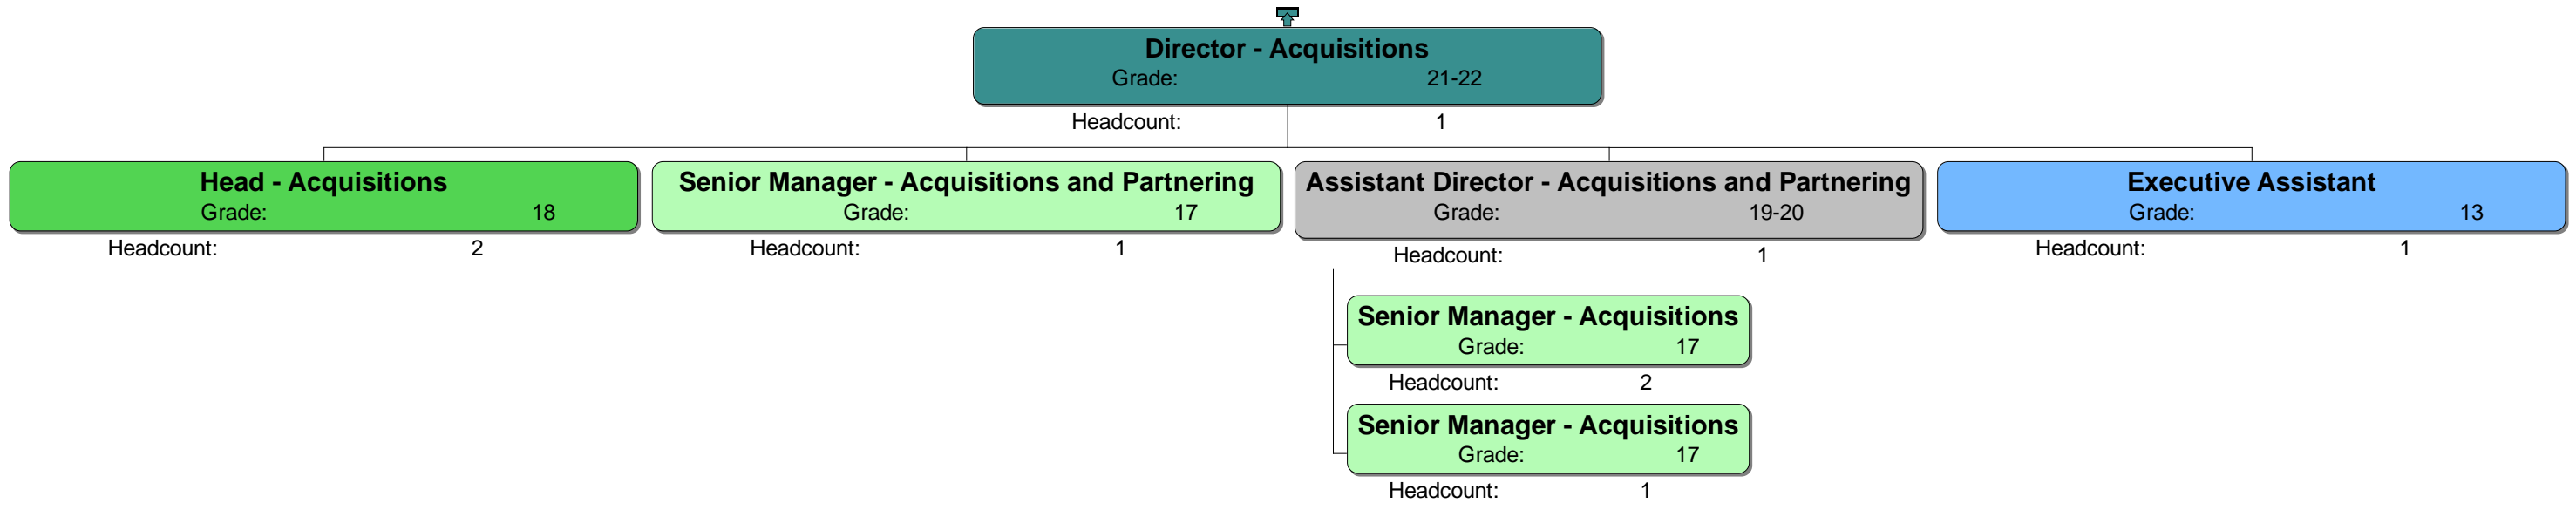 Director - Acquisitions
Grade: 21-22
Headcount: 1
Head - Acquisitions
Grade: 18
Headcount: 2
Senior Manager - Acquisitions and Partnering
Grade: 17
Headcount: 1
Assistant Director - Acquisitions and Partnering
Grade: 19-20
Headcount: 1
Senior Manager - Acquisitions
Grade: 17
Headcount: 2
Senior Manager - Acquisitions
Grade: 17
Headcount: 1
Executive Assistant
Grade: 13
Headcount: 1